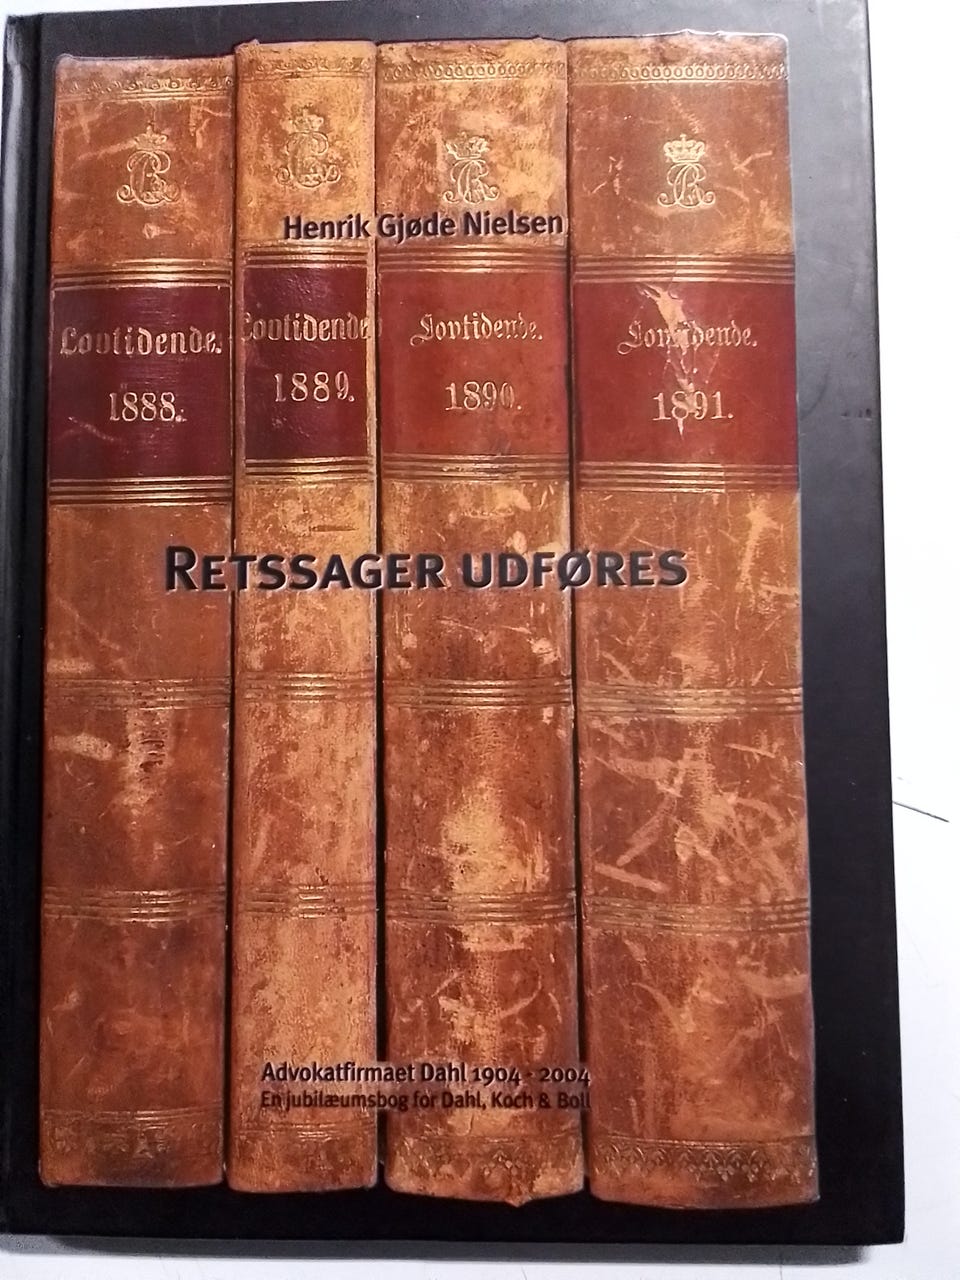 Henrik Gjøde Nielsen
Lovtidende.
1888.
Lovtidende
1889.
Lovtidende.
1890.
Lovtidende.
1891.
RETSSAGER UDFØRES
Advokatfirmaet Dahl 1904 - 2004
En jubilæumsbog for Dahl, Koch & Boll